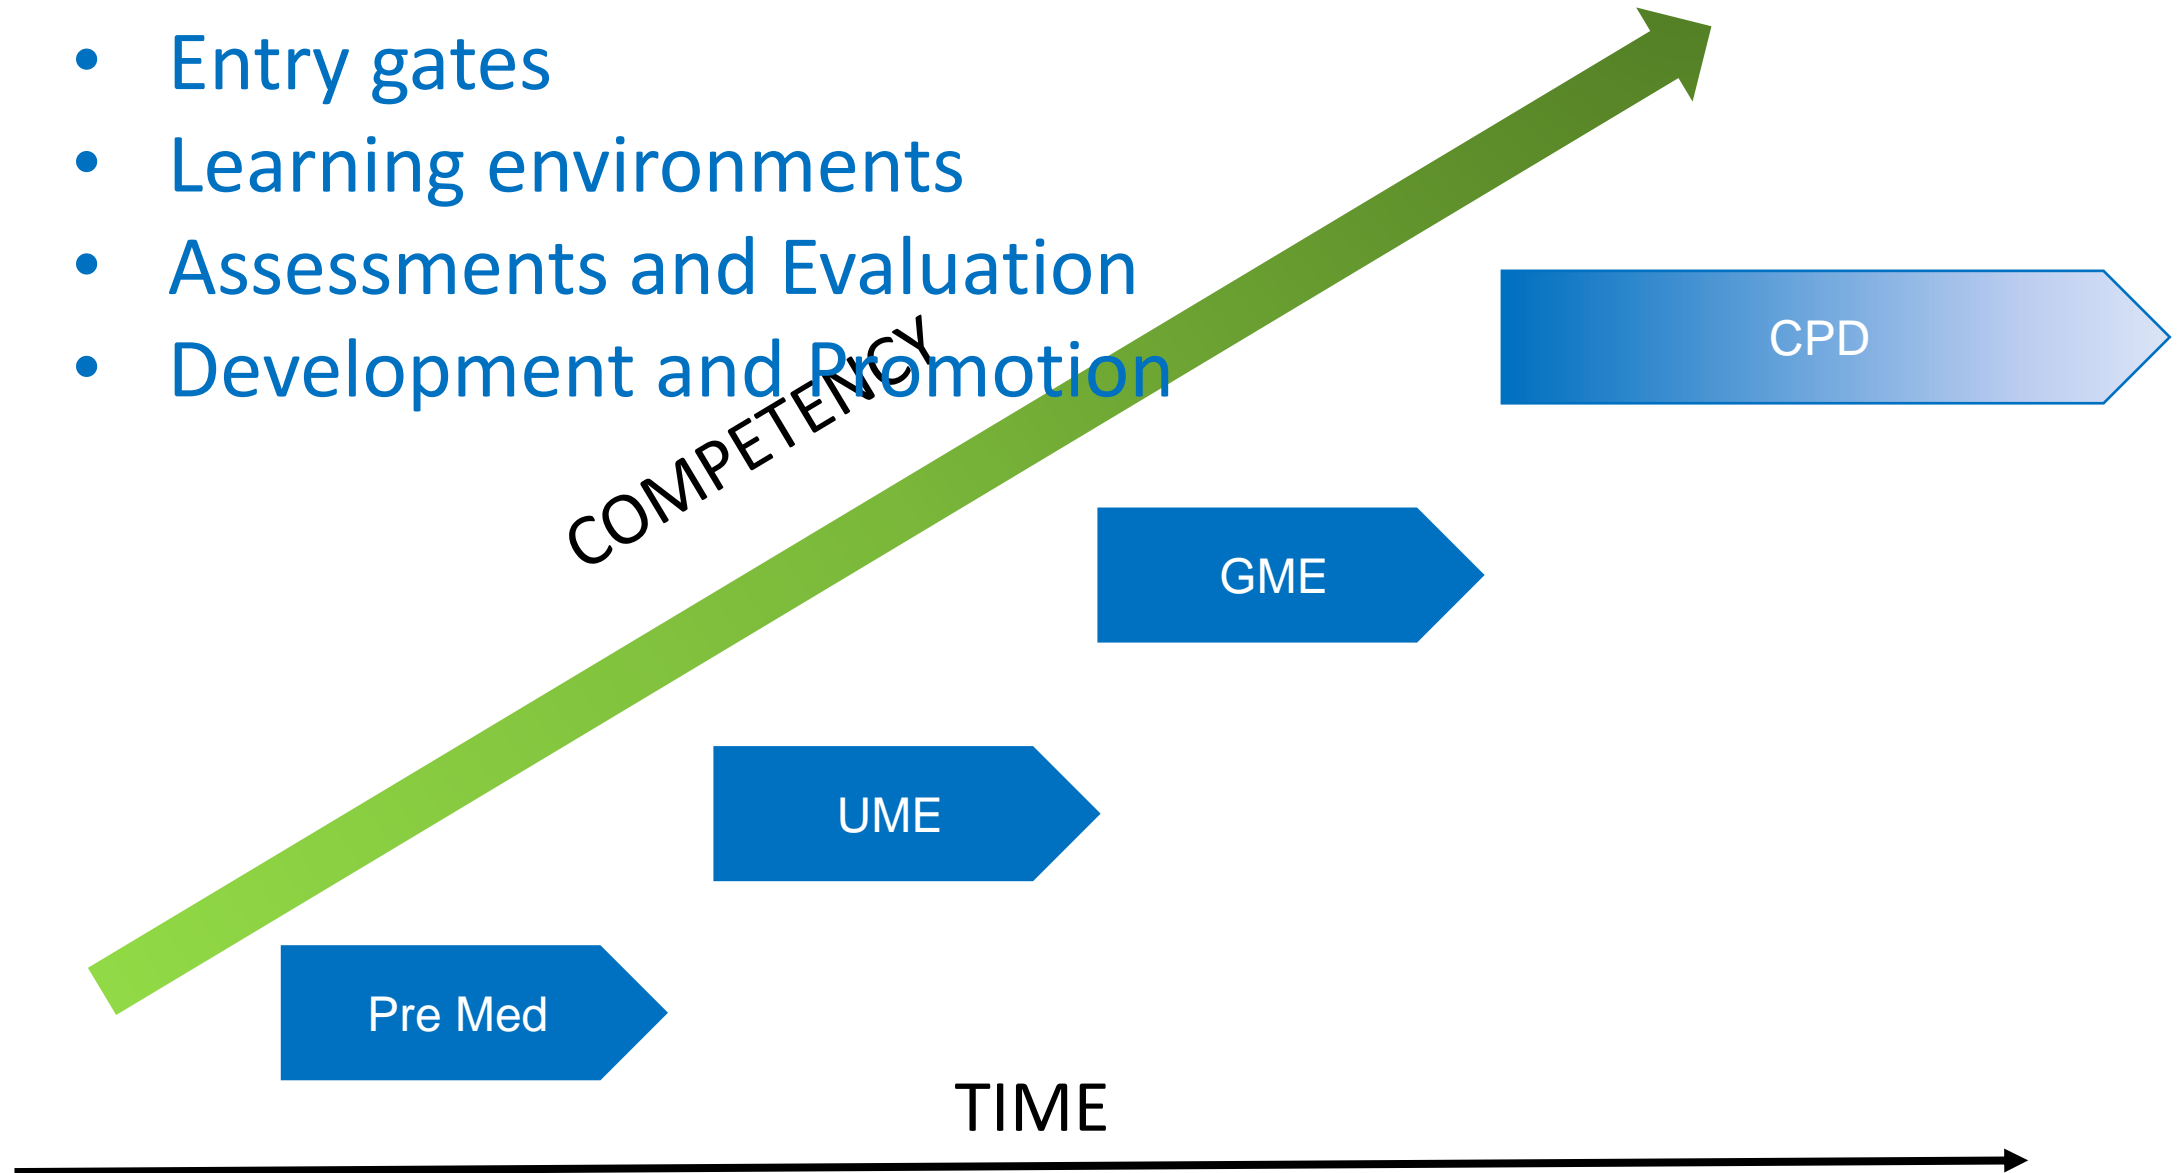 • Entry gates
• Learning environments
• Assessments and Evaluation
• Development and Promotion
COMPETENCY
CPD
GME
UME
Pre Med
TIME